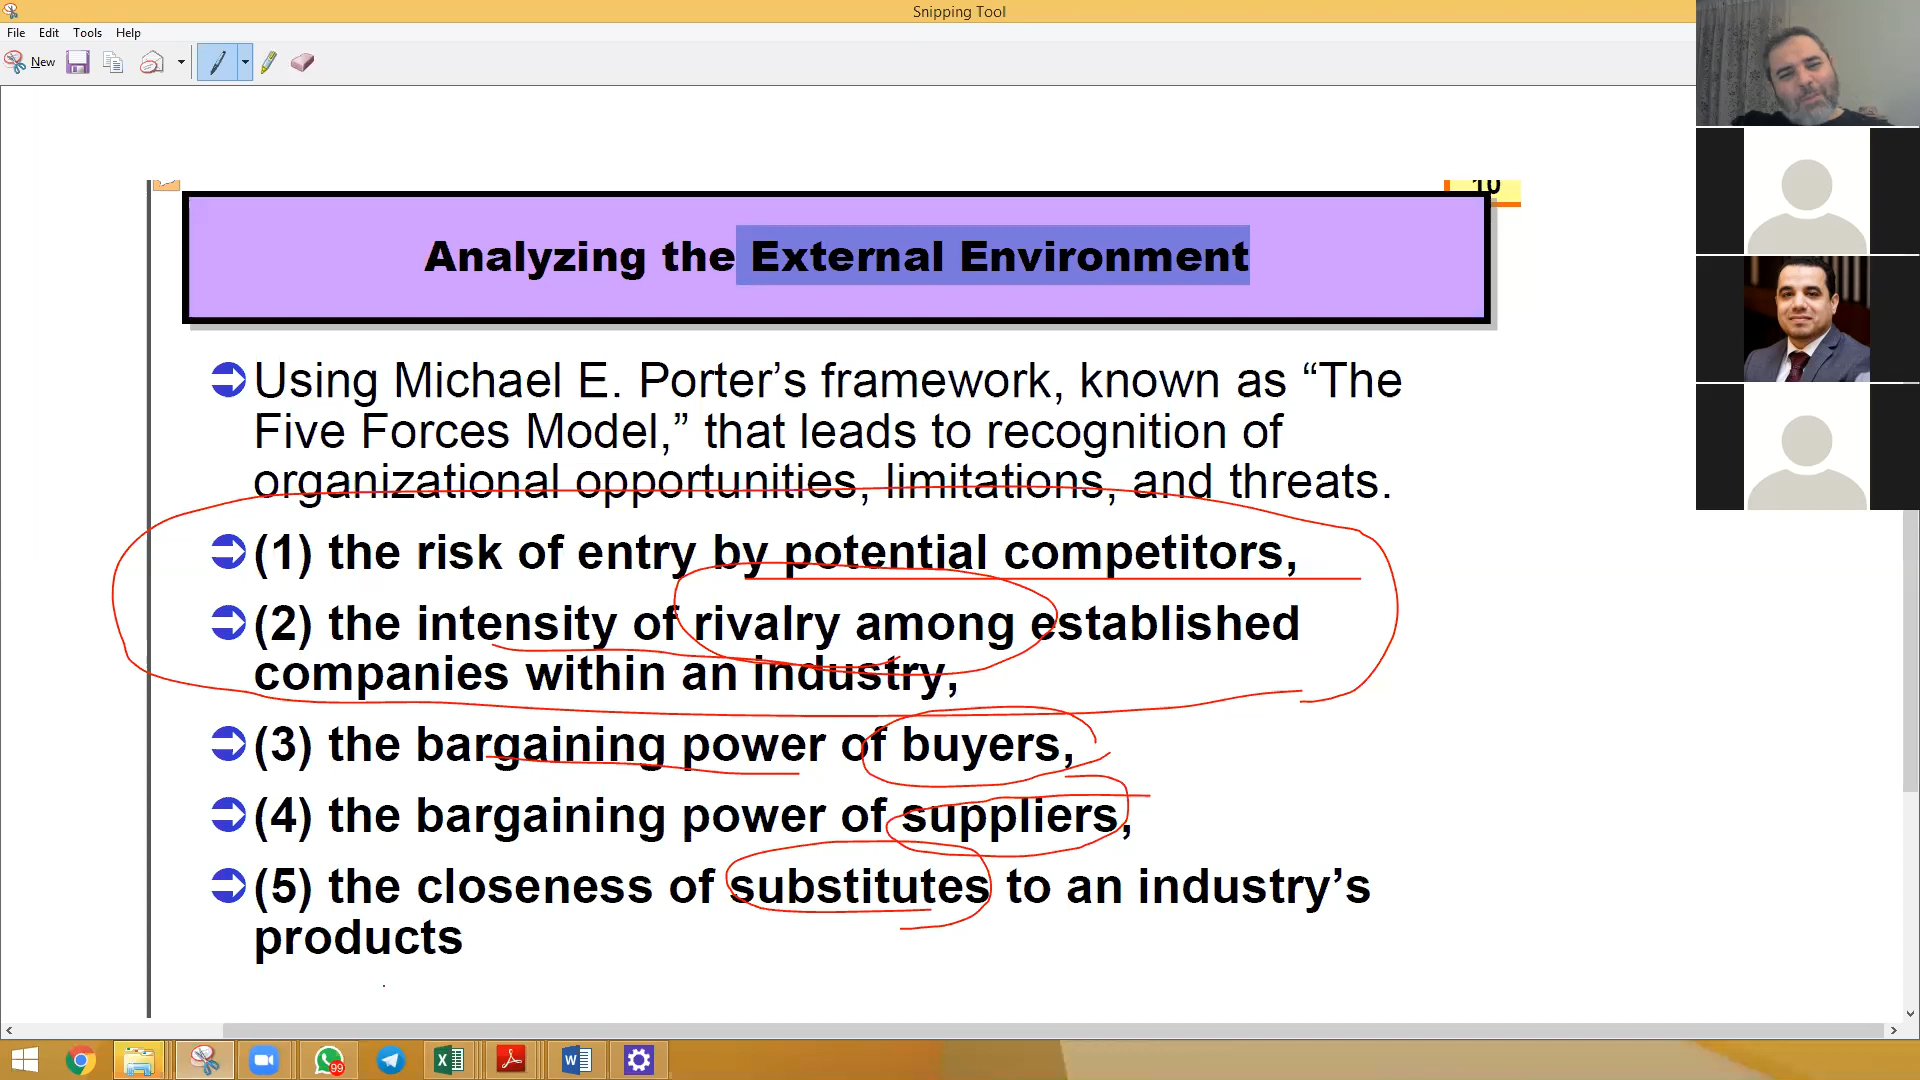 Snipping Tool
File Edit Tools Help
New
10
Analyzing the External Environment
Using Michael E. Porter’s framework, known as “The
Five Forces Model,” that leads to recognition of
organizational opportunities, limitations, and threats.
(1) the risk of entry by potential competitors,
(2) the intensity of rivalry among established
companies within an industry,
(3) the bargaining power of buyers,
(4) the bargaining power of suppliers,
(5) the closeness of substitutes to an industry’s
products
99